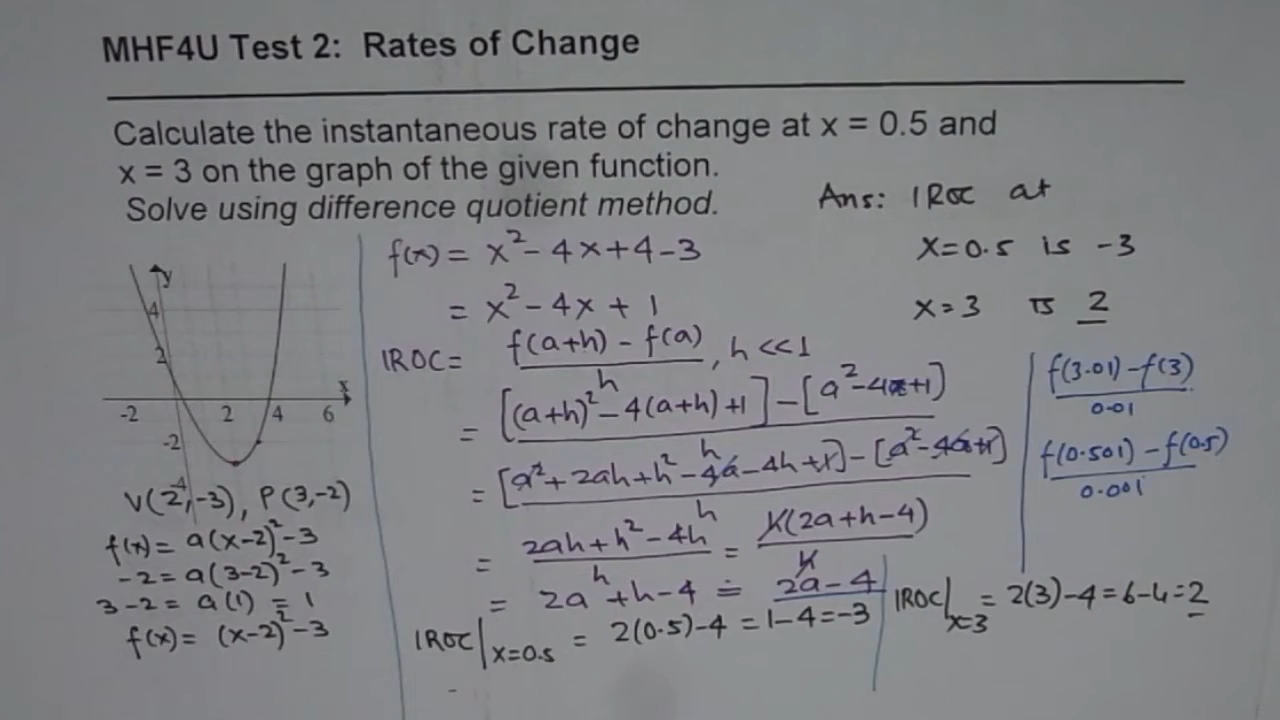 MHF4U Test 2: Rates of Change
Calculate the instantaneous rate of change at x = 0.5 and
x = 3 on the graph of the given function.
Solve using difference quotient method.
Ans: IROC at
x=0.5 is -3
x=3 is 2
y
4
2
x
-2
2
4
6
-2
-4
V(2,-3), P(3,-2)
f(x) = a(x-2)²-3
-2 = a(3-2)²-3
3-2 = a(1) = 1
f(x) = (x-2)²-3
f(x) = x²-4x+4-3
= x²-4x+1
IROC = f(a+h) - f(a) / h , h <<1
= [(a+h)²-4(a+h)+1]-[a²-4a+1] / h
= [a²+2ah+h²-4a-4h+1]-[a²-4a+1] / h
= 2ah+h²-4h / h = h(2a+h-4) / h
= 2a+h-4 ≐ 2a-4
IROC|x=0.5 = 2(0.5)-4 = 1-4=-3
IROC|x=3 = 2(3)-4=6-4=2
f(3.01)-f(3) / 0.01
f(0.501)-f(0.5) / 0.001